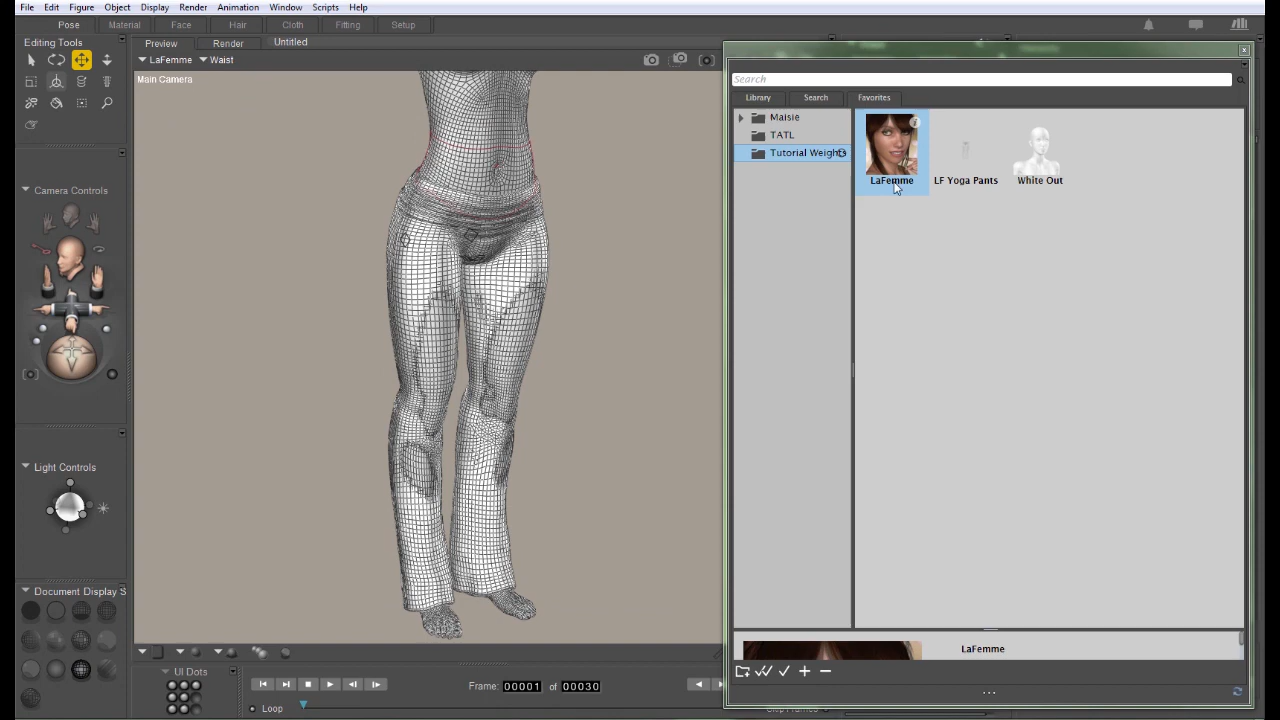 File Edit Figure Object Display Render Animation Window Scripts Help
Pose Material Face Hair Cloth Fitting Setup
Editing Tools
Preview Render Untitled
LaFemme Waist
Main Camera
Search
Library Search Favorites
Maisie
TATL
Tutorial Weights
LaFemme LF Yoga Pants White Out
Camera Controls
Light Controls
Document Display S
LaFemme
UI Dots
Frame: 00001 of 00030
Loop